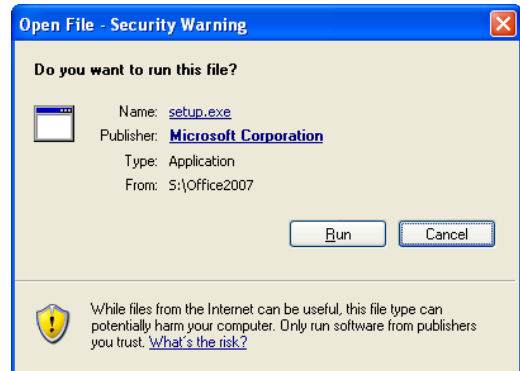 Open File - Security Warning
Do you want to run this file?
Name: setup.exe
Publisher: Microsoft Corporation
Type: Application
From: S:\Office2007
Run Cancel
While files from the Internet can be useful, this file type can
potentially harm your computer. Only run software from publishers
you trust. What's the risk?